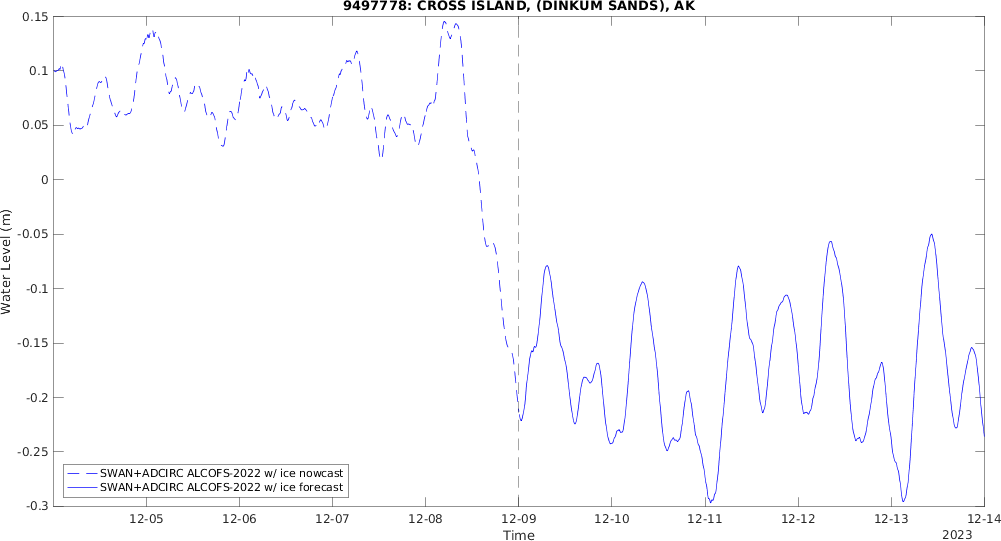 9497778: CROSS ISLAND, (DINKUM SANDS), AK
0.15
0.1
0.05
0
-0.05
-0.1
-0.15
-0.2
-0.25
-0.3
Water Level (m)
SWAN+ADCIRC ALCOFS-2022 w/ ice nowcast
SWAN+ADCIRC ALCOFS-2022 w/ ice forecast
12-05 12-06 12-07 12-08 12-09 12-10 12-11 12-12 12-13 12-14
Time
2023